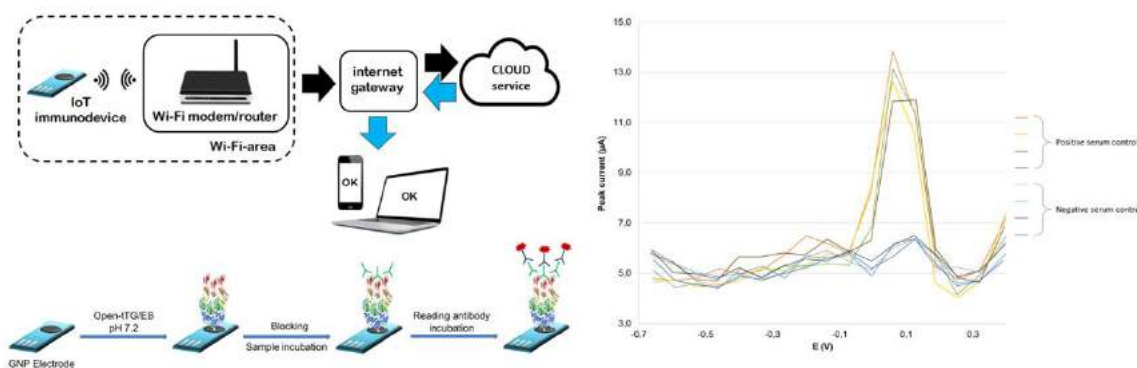 IoT
immunodevice
Wi-Fi modem/router
Wi-Fi-area
internet
gateway
CLOUD
service
OK
OK
Open-tTG/EB
pH 7.2
Blocking
Sample incubation
Reading antibody
incubation
GNP Electrode
Peak current (µA)
15,0
13,0
11,0
9,0
7,0
5,0
3,0
-0,7
-0,5
-0,3
-0,1
0,1
0,3
E (V)
Positive serum control
Negative serum control